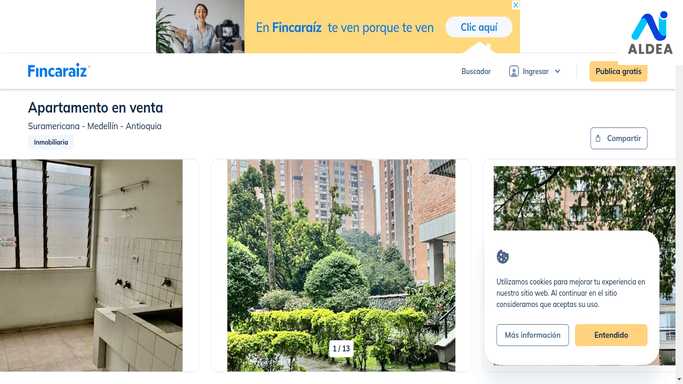 En Fincaraíz te ven porque te ven
Clic aquí
ALDEA
Fincaraíz
Buscador
Ingresar
Publica gratis
Apartamento en venta
Suramericana - Medellín - Antioquia
Inmobiliaria
Compartir
1 / 13
Utilizamos cookies para mejorar tu experiencia en
nuestro sitio web. Al continuar en el sitio
consideramos que aceptas su uso.
Más información
Entendido